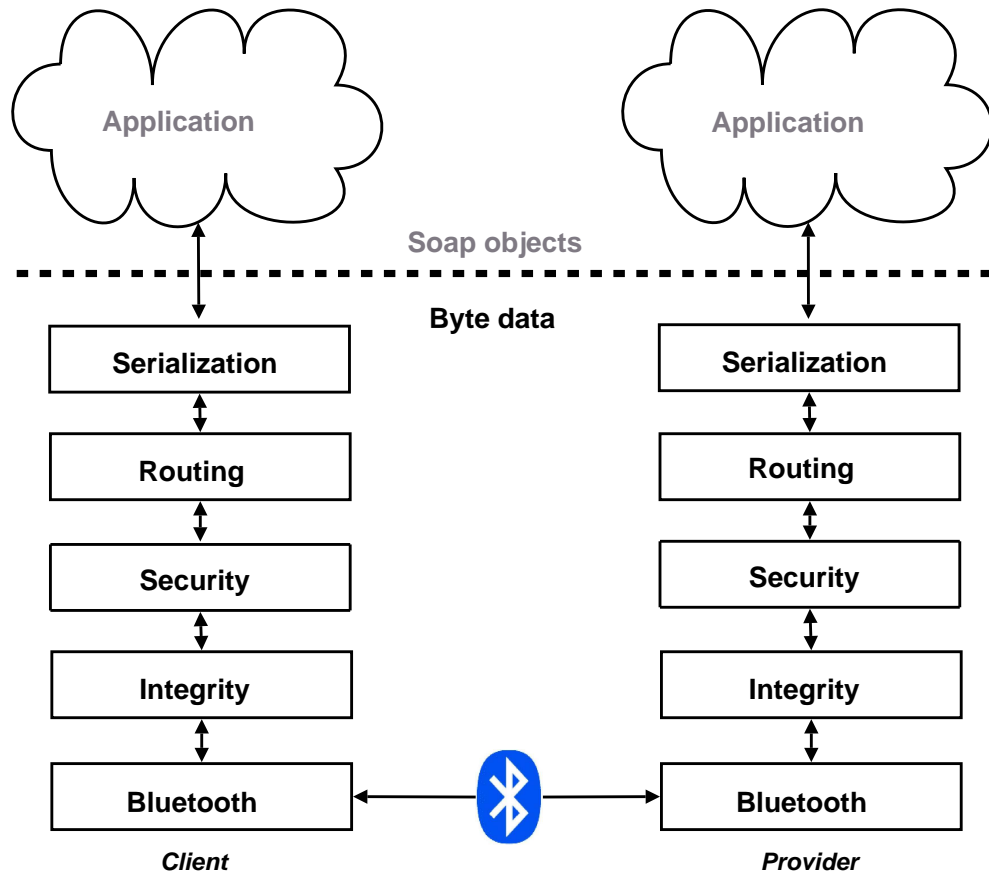 Application
Application
Soap objects
Byte data
Serialization
Serialization
Routing
Routing
Security
Security
Integrity
Integrity
Bluetooth
Bluetooth
Client
Provider